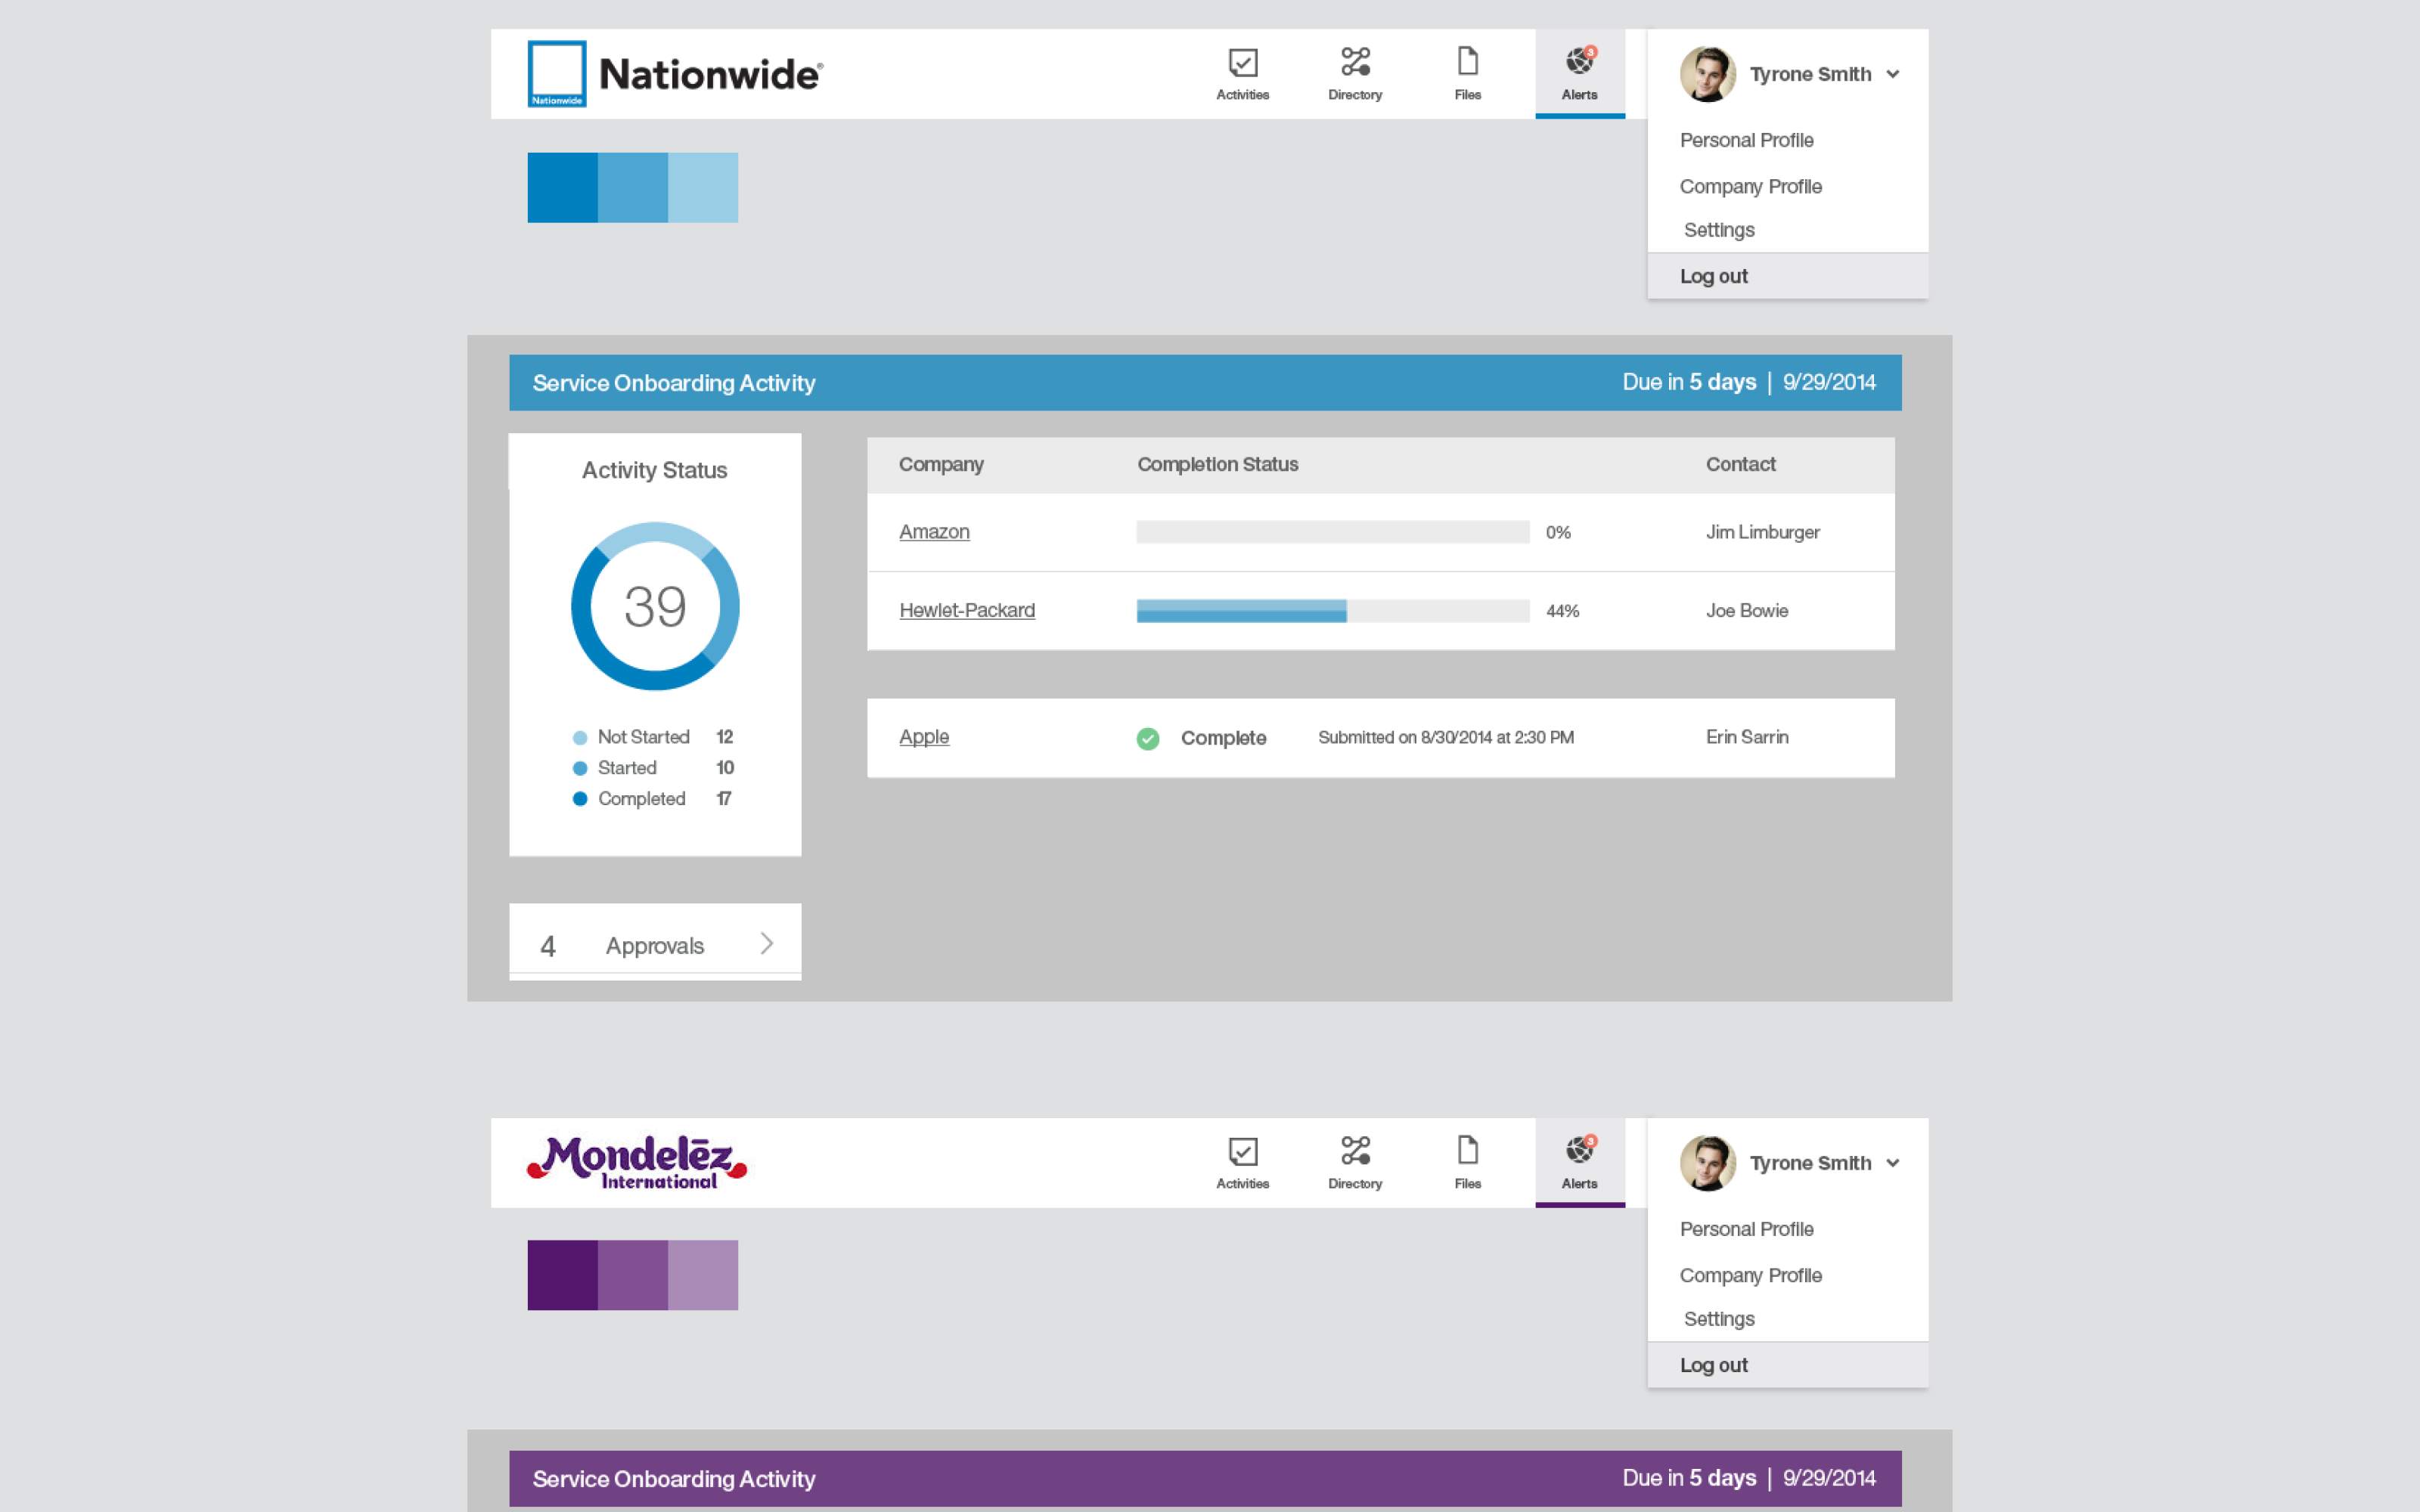 Nationwide
Nationwide®
Activities
Directory
Files
3
Alerts
Tyrone Smith
Personal Profile
Company Profile
Settings
Log out
Service Onboarding Activity
Due in 5 days | 9/29/2014
Activity Status
39
Not Started 12
Started 10
Completed 17
4 Approvals
Company Completion Status Contact
Amazon 0% Jim Limburger
Hewlet-Packard 44% Joe Bowie
Apple Complete Submitted on 8/30/2014 at 2:30 PM Erin Sarrin
Mondelēz
International
Activities
Directory
Files
3
Alerts
Tyrone Smith
Personal Profile
Company Profile
Settings
Log out
Service Onboarding Activity
Due in 5 days | 9/29/2014